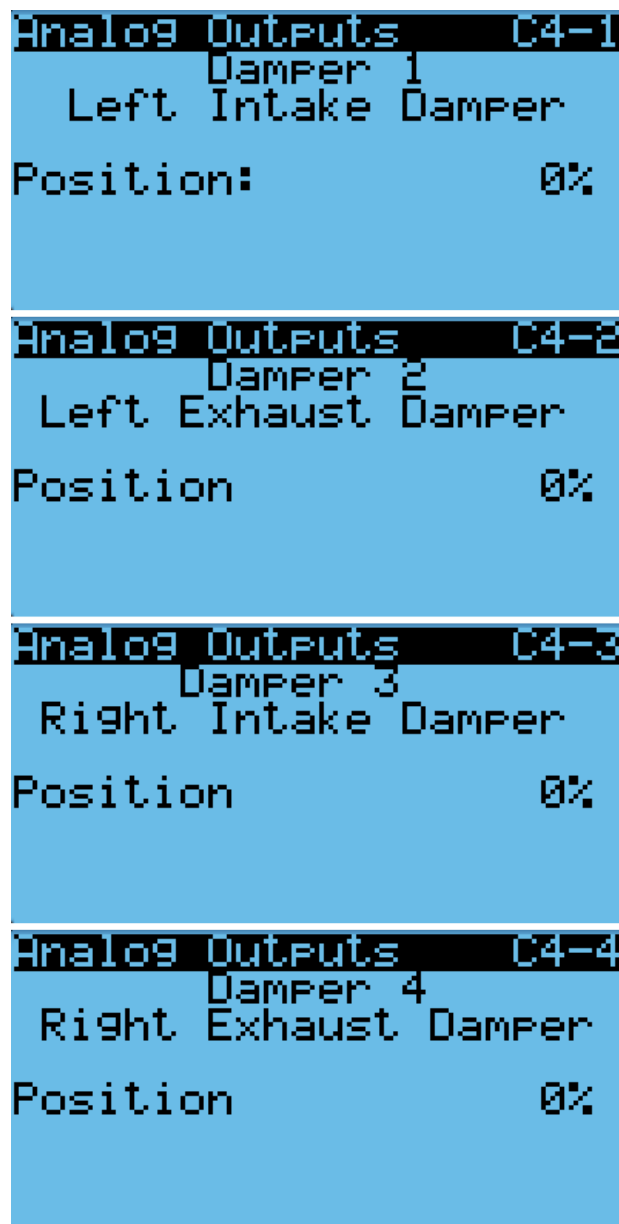 Analog Outputs C4-1
Damper 1
Left Intake Damper
Position: 0%
Analog Outputs C4-2
Damper 2
Left Exhaust Damper
Position 0%
Analog Outputs C4-3
Damper 3
Right Intake Damper
Position 0%
Analog Outputs C4-4
Damper 4
Right Exhaust Damper
Position 0%